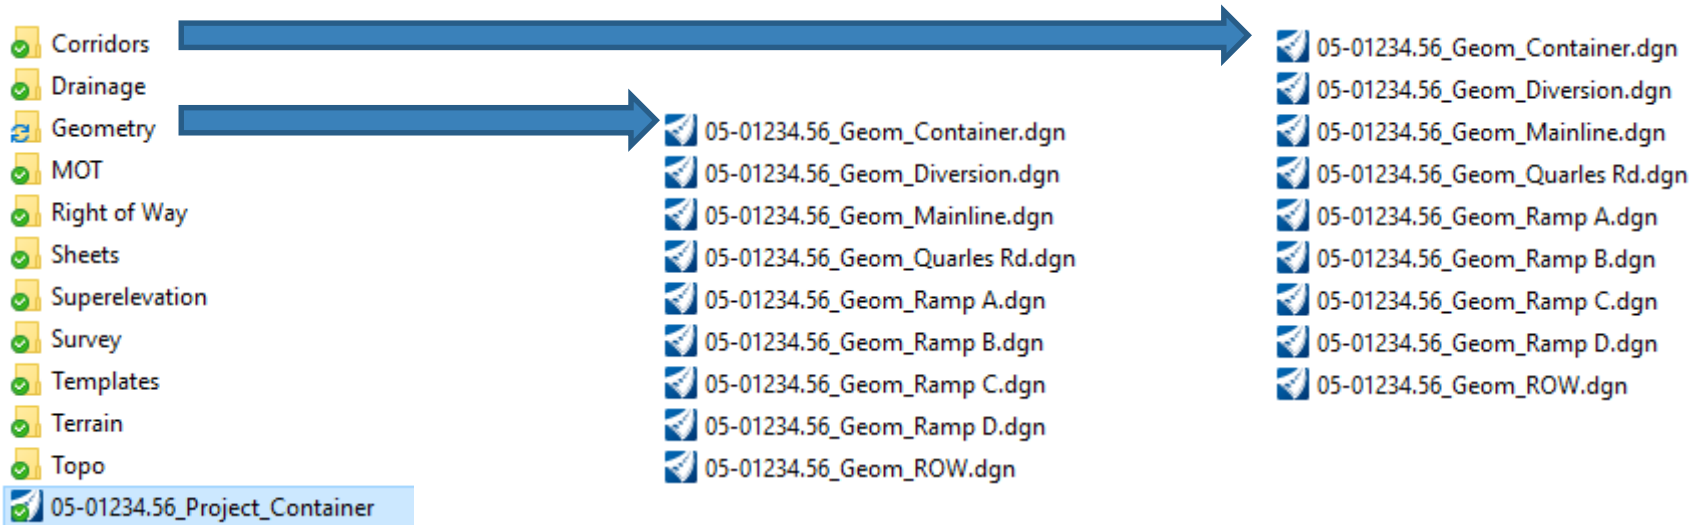 Corridors
Drainage
Geometry
MOT
Right of Way
Sheets
Superelevation
Survey
Templates
Terrain
Topo
05-01234.56_Project_Container
05-01234.56_Geom_Container.dgn
05-01234.56_Geom_Diversion.dgn
05-01234.56_Geom_Mainline.dgn
05-01234.56_Geom_Quarles Rd.dgn
05-01234.56_Geom_Ramp A.dgn
05-01234.56_Geom_Ramp B.dgn
05-01234.56_Geom_Ramp C.dgn
05-01234.56_Geom_Ramp D.dgn
05-01234.56_Geom_ROW.dgn
05-01234.56_Geom_Container.dgn
05-01234.56_Geom_Diversion.dgn
05-01234.56_Geom_Mainline.dgn
05-01234.56_Geom_Quarles Rd.dgn
05-01234.56_Geom_Ramp A.dgn
05-01234.56_Geom_Ramp B.dgn
05-01234.56_Geom_Ramp C.dgn
05-01234.56_Geom_Ramp D.dgn
05-01234.56_Geom_ROW.dgn